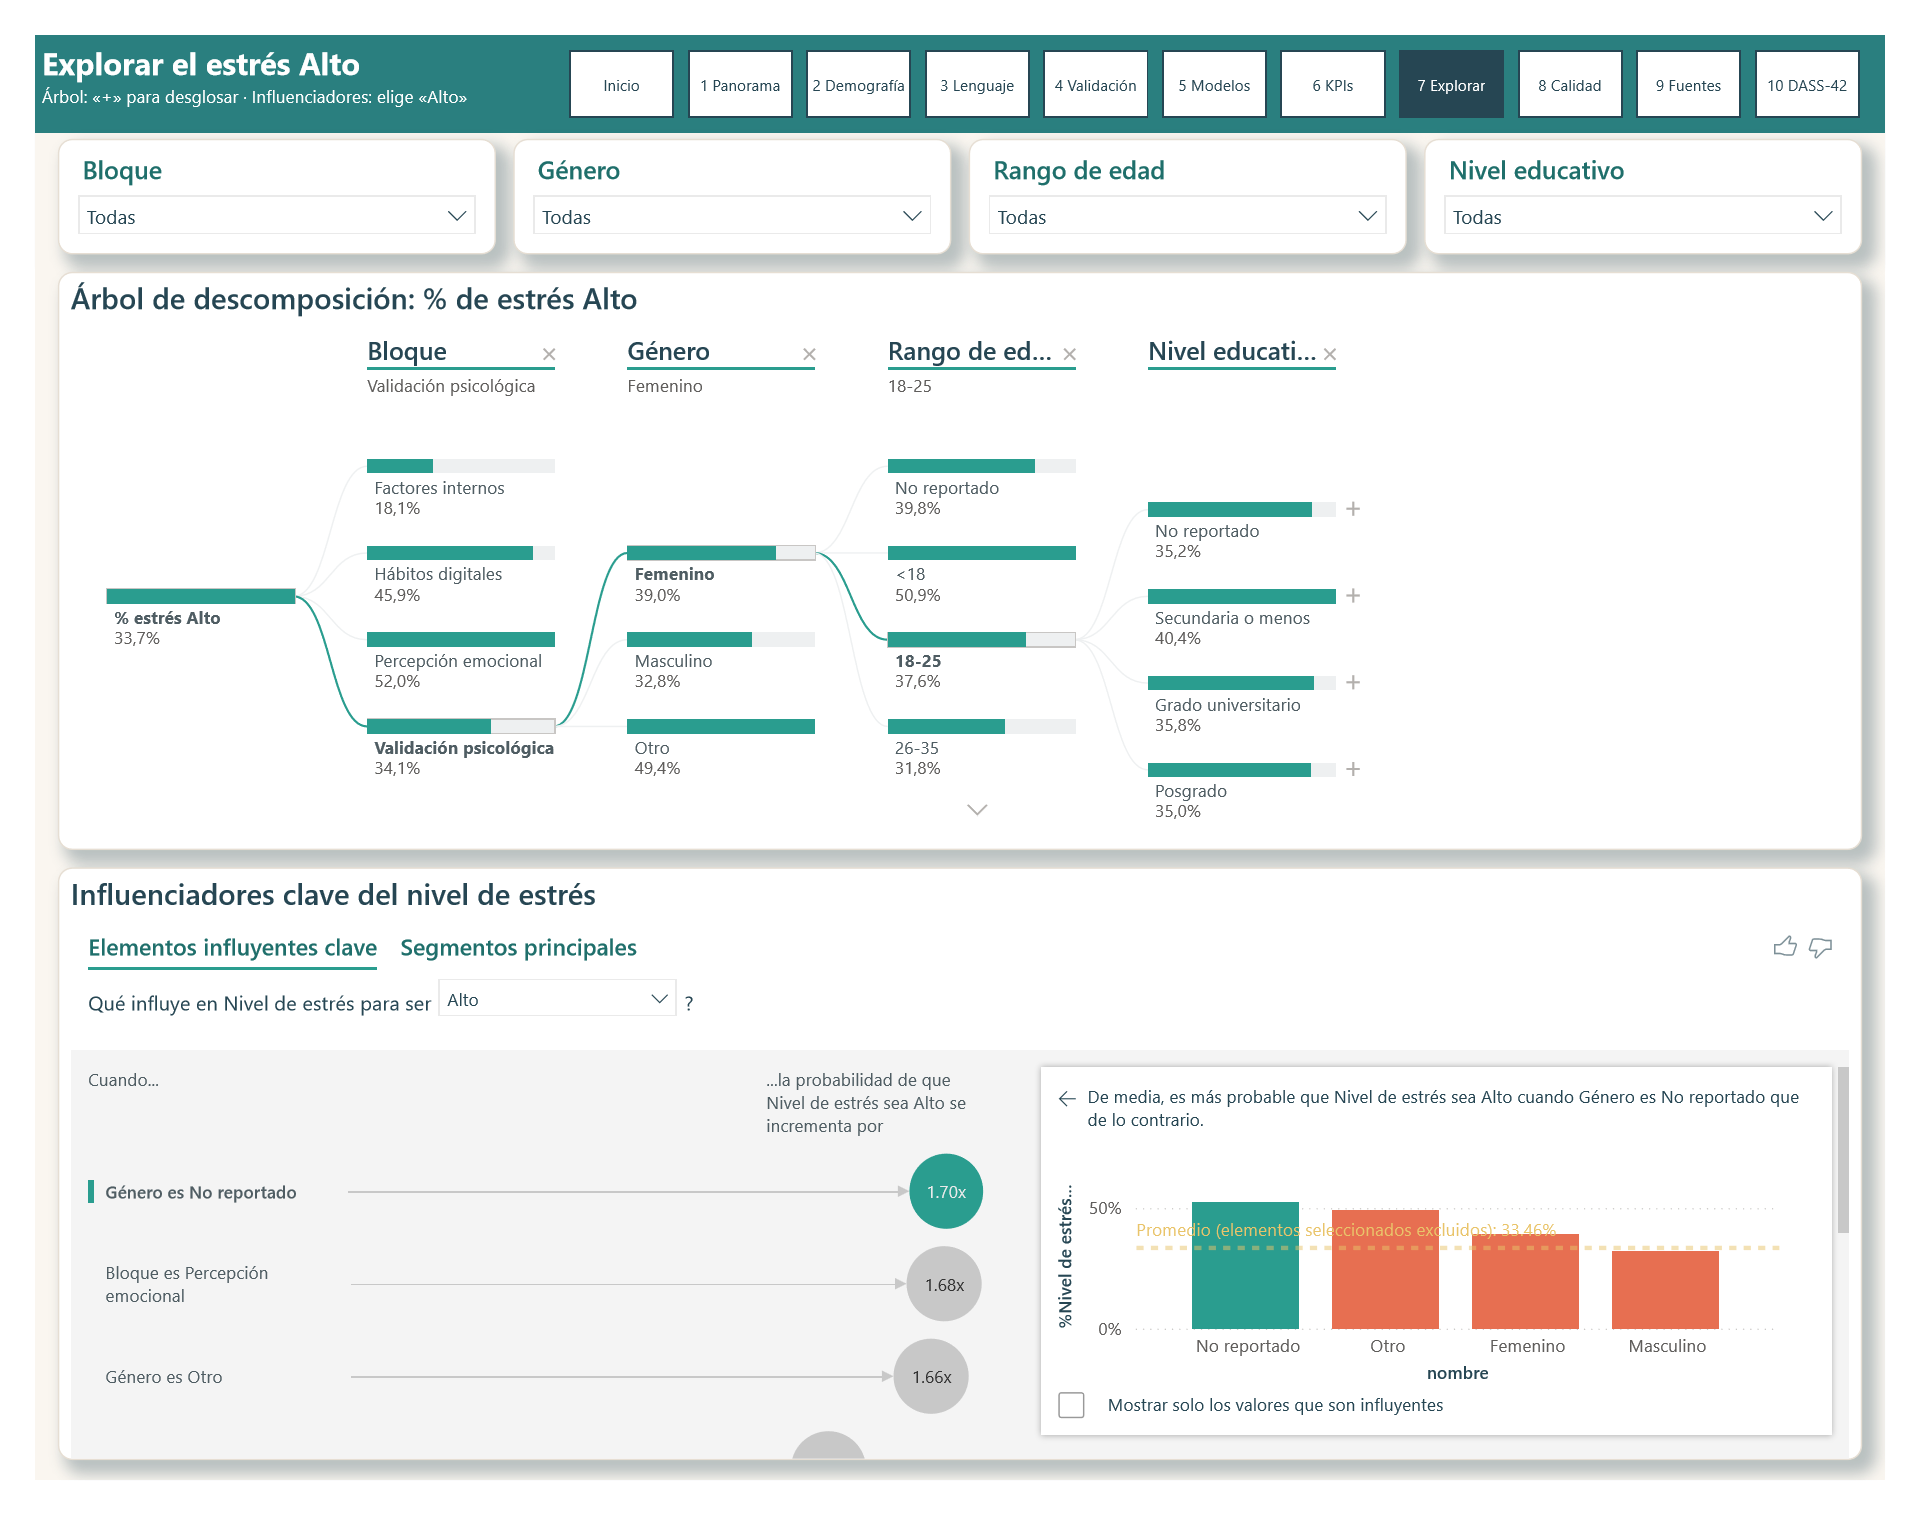 Explorar el estrés Alto
Árbol: «+» para desglosar · Influenciadores: elige «Alto»
Inicio
1 Panorama
2 Demografía
3 Lenguaje
4 Validación
5 Modelos
6 KPIs
7 Explorar
8 Calidad
9 Fuentes
10 DASS-42
Bloque
Todas
Género
Todas
Rango de edad
Todas
Nivel educativo
Todas
Árbol de descomposición: % de estrés Alto
Bloque
Validación psicológica
Género
Femenino
Rango de ed...
18-25
Nivel educati...
% estrés Alto
33,7%
Factores internos
18,1%
Hábitos digitales
45,9%
Percepción emocional
52,0%
Validación psicológica
34,1%
Femenino
39,0%
Masculino
32,8%
Otro
49,4%
No reportado
39,8%
<18
50,9%
18-25
37,6%
26-35
31,8%
No reportado
35,2%
Secundaria o menos
40,4%
Grado universitario
35,8%
Posgrado
35,0%
Influenciadores clave del nivel de estrés
Elementos influyentes clave
Segmentos principales
Qué influye en Nivel de estrés para ser Alto ?
Cuando...
...la probabilidad de que
Nivel de estrés sea Alto se
incrementa por
Género es No reportado
1.70x
Bloque es Percepción
emocional
1.68x
Género es Otro
1.66x
De media, es más probable que Nivel de estrés sea Alto cuando Género es No reportado que
de lo contrario.
%Nivel de estrés...
50%
0%
Promedio (elementos seleccionados excluidos): 33.46%
No reportado
Otro
Femenino
Masculino
nombre
Mostrar solo los valores que son influyentes